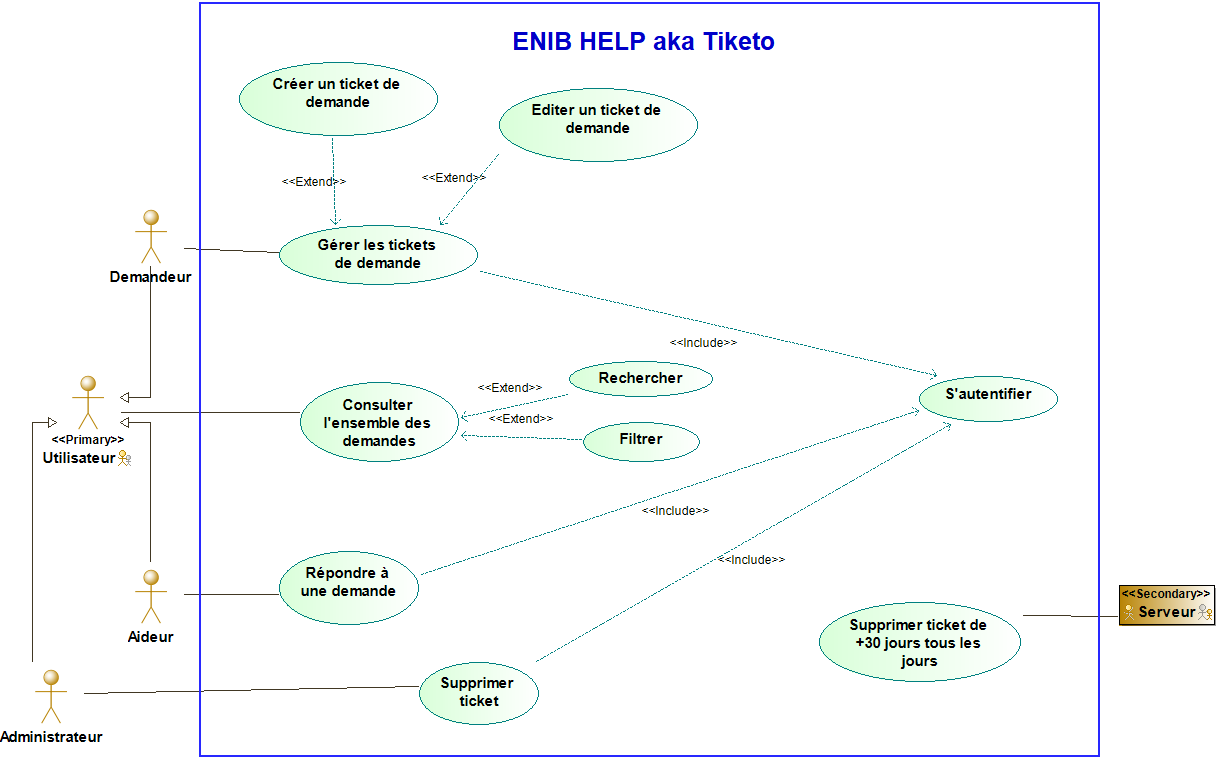 ENIB HELP aka Tiketo
Créer un ticket de
demande
Editer un ticket de
demande
<<Extend>>
<<Extend>>
Demandeur
Gérer les tickets
de demande
<<Include>>
Rechercher
<<Extend>>
S'autentifier
Consulter
l'ensemble des
demandes
<<Extend>>
Filtrer
<<Primary>>
Utilisateur
<<Include>>
<<Include>>
Répondre à
une demande
Aideur
<<Secondary>>
Serveur
Supprimer ticket de
+30 jours tous les
jours
Supprimer
ticket
Administrateur